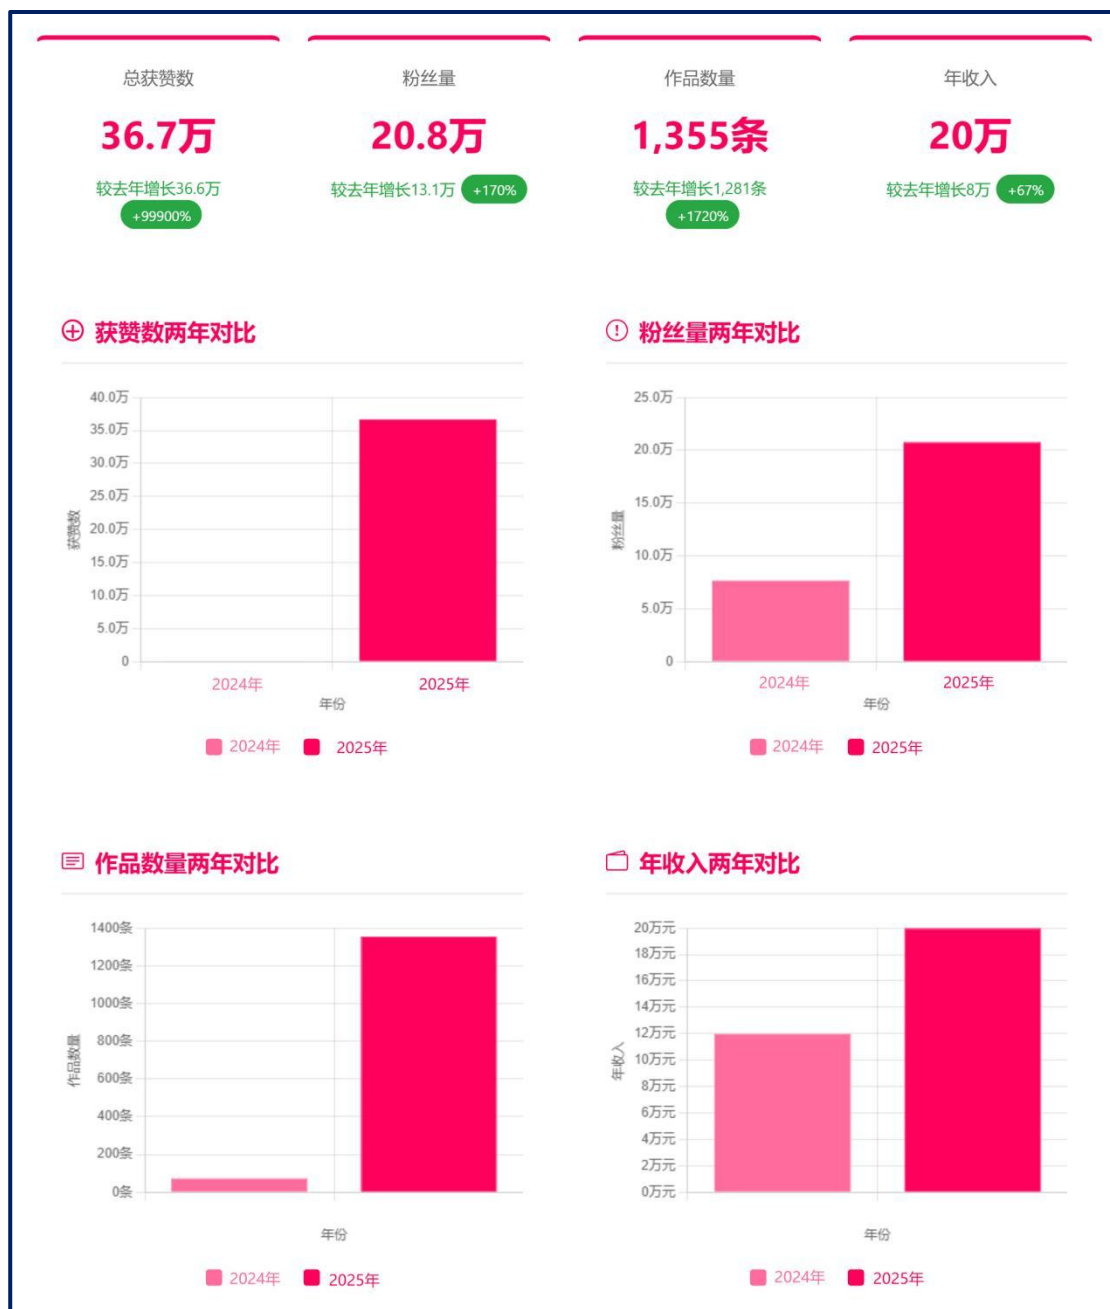 总获赞数
36.7万
较去年增长36.6万
+99900%
粉丝量
20.8万
较去年增长13.1万 +170%
作品数量
1,355条
较去年增长1,281条
+1720%
年收入
20万
较去年增长8万 +67%
获赞数两年对比
40.0万
35.0万
30.0万
25.0万
20.0万
15.0万
10.0万
5.0万
0
获赞数
2024年 2025年
年份
2024年 2025年
粉丝量两年对比
25.0万
20.0万
15.0万
10.0万
5.0万
0
粉丝量
2024年 2025年
年份
2024年 2025年
作品数量两年对比
1400条
1200条
1000条
800条
600条
400条
200条
0条
作品数量
年份
2024年 2025年
年收入两年对比
20万元
18万元
16万元
14万元
12万元
10万元
8万元
6万元
4万元
2万元
0万元
年收入
年份
2024年 2025年